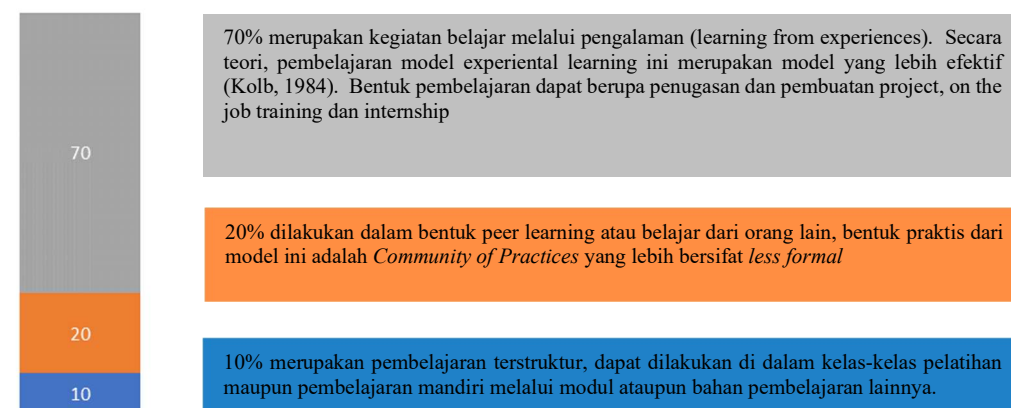 70% merupakan kegiatan belajar melalui pengalaman (learning from experiences). Secara
teori, pembelajaran model experiental learning ini merupakan model yang lebih efektif
(Kolb, 1984). Bentuk pembelajaran dapat berupa penugasan dan pembuatan project, on the
job training dan internship
70
20% dilakukan dalam bentuk peer learning atau belajar dari orang lain, bentuk praktis dari
model ini adalah Community of Practices yang lebih bersifat less formal
20
10% merupakan pembelajaran terstruktur, dapat dilakukan di dalam kelas-kelas pelatihan
maupun pembelajaran mandiri melalui modul ataupun bahan pembelajaran lainnya.
10